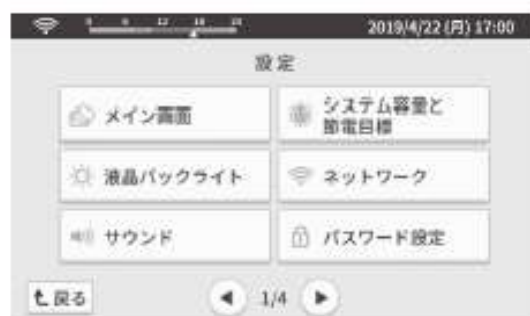 2019/4/22 (月) 17:00
設定
メイン画面
システム容量と
節電目標
液晶バックライト
ネットワーク
サウンド
パスワード設定
戻る
1/4